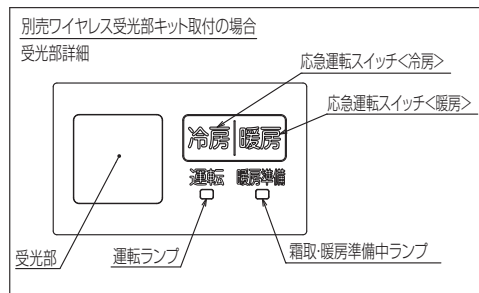 別売ワイヤレス受光部キット取付の場合
受光部詳細
応急運転スイッチ<冷房>
応急運転スイッチ<暖房>
冷房 暖房
運転 暖房準備
受光部
運転ランプ
霜取・暖房準備中ランプ